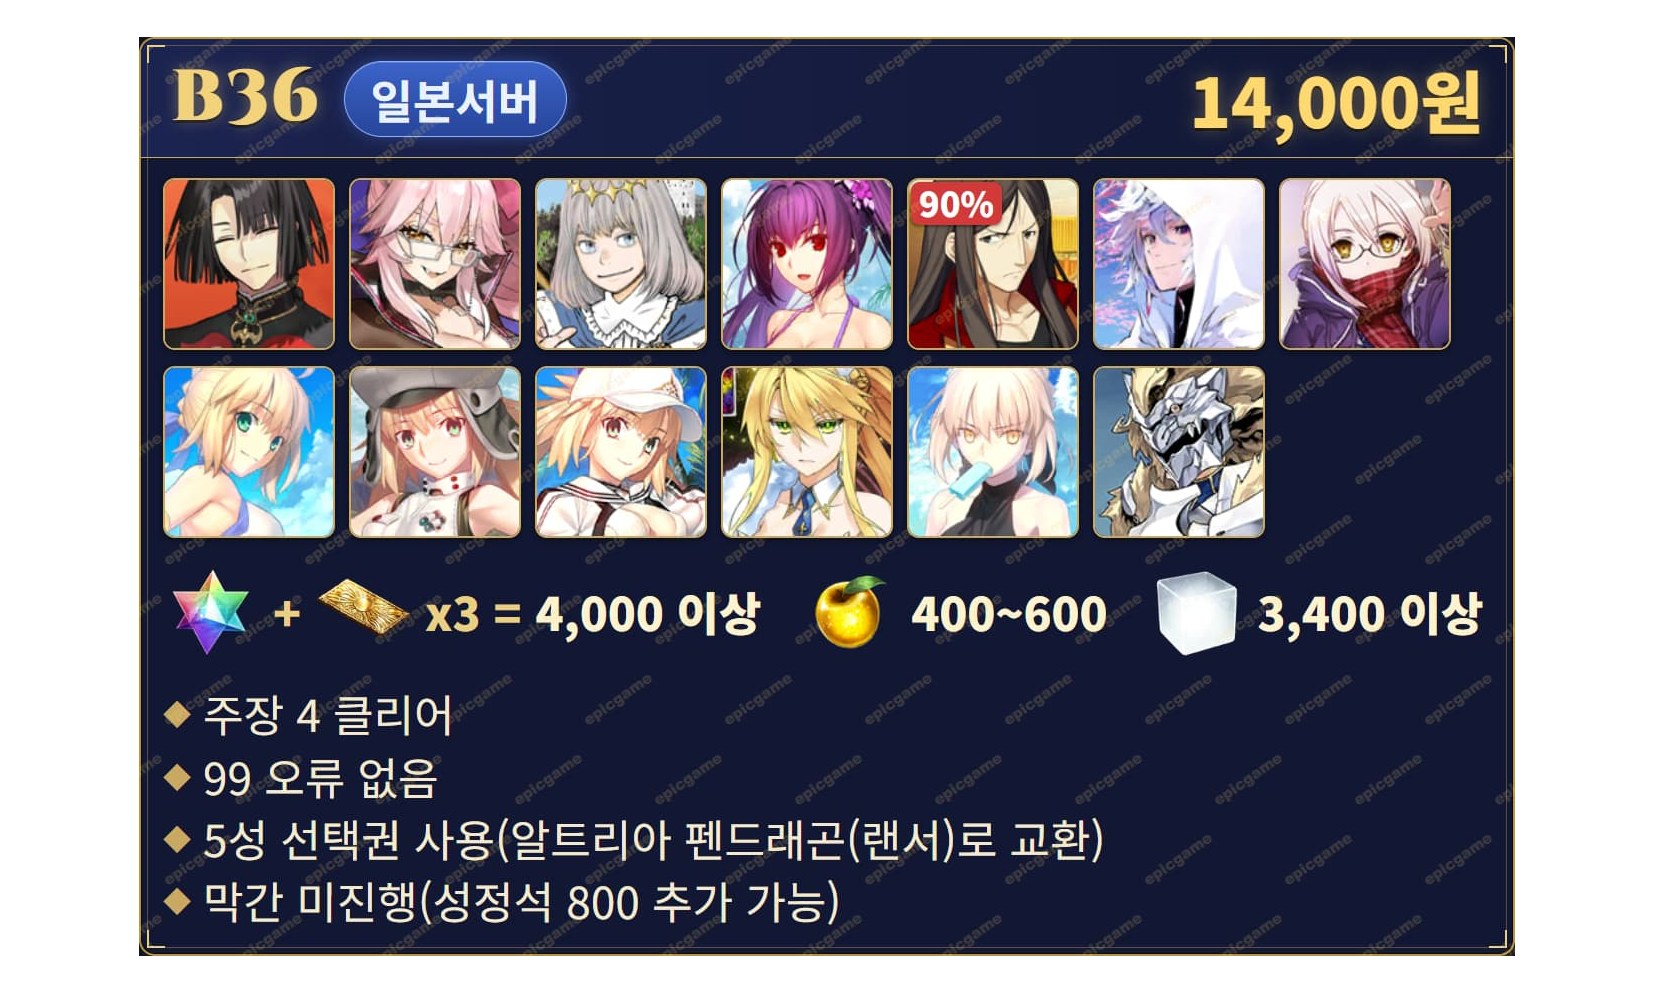 B36 일본서버 14,000원
90%
+ x3 = 4,000 이상 400~600 3,400 이상
주장 4 클리어
99 오류 없음
5성 선택권 사용(알트리아 펜드래곤(랜서)로 교환)
막간 미진행(성정석 800 추가 가능)
epicgame